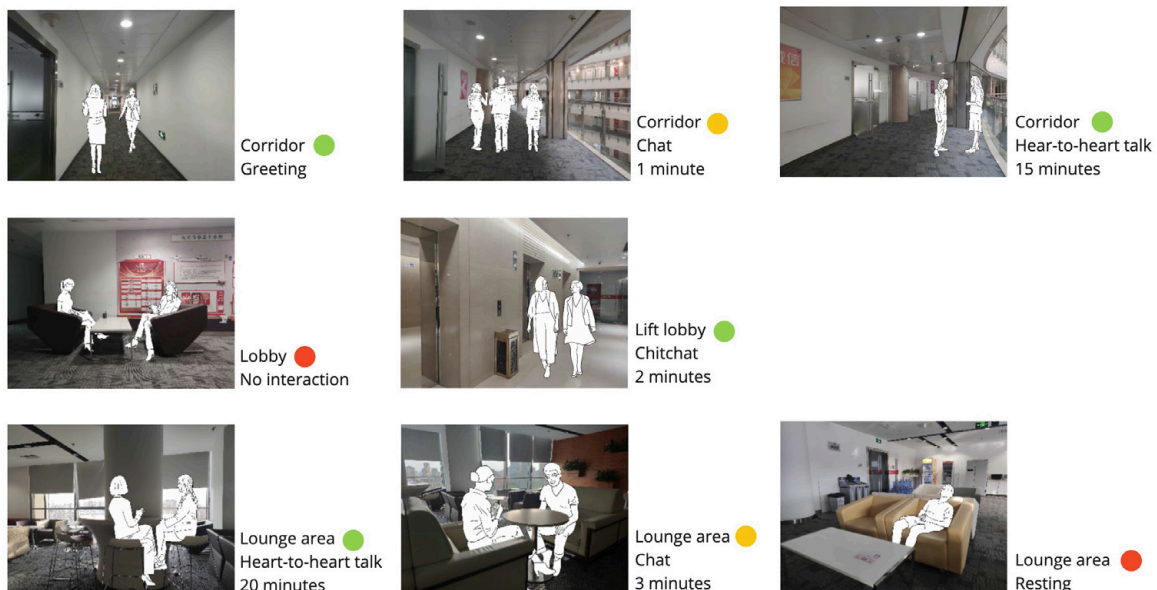 Corridor
Greeting
Corridor
Chat
1 minute
Corridor
Hear-to-heart talk
15 minutes
Lobby
No interaction
Lift lobby
Chitchat
2 minutes
Lounge area
Heart-to-heart talk
20 minutes
Lounge area
Chat
3 minutes
Lounge area
Resting